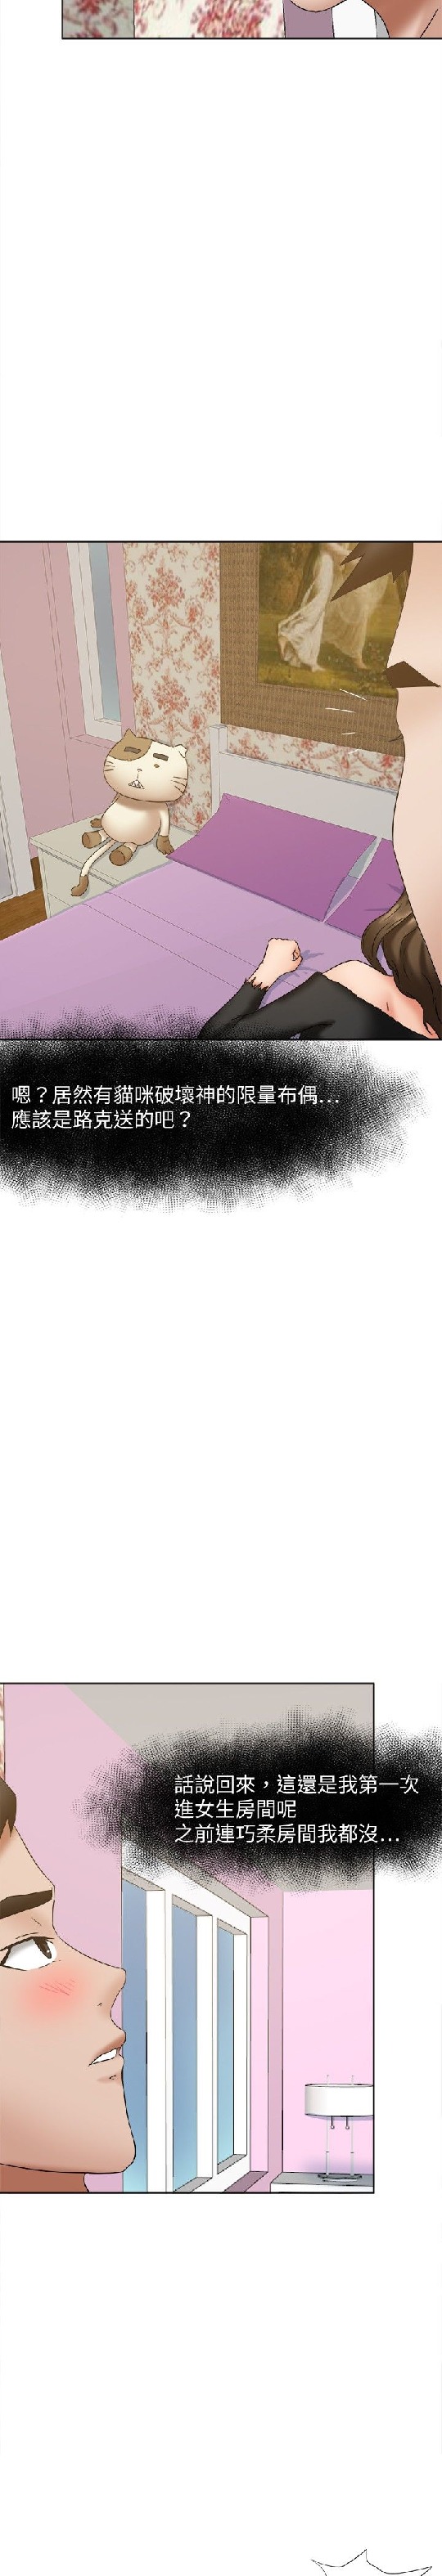 嗯？居然有貓咪破壞神的限量布偶...
應該是路克送的吧？
話說回來，這還是我第一次
進女生房間呢
之前連巧柔房間我都沒...